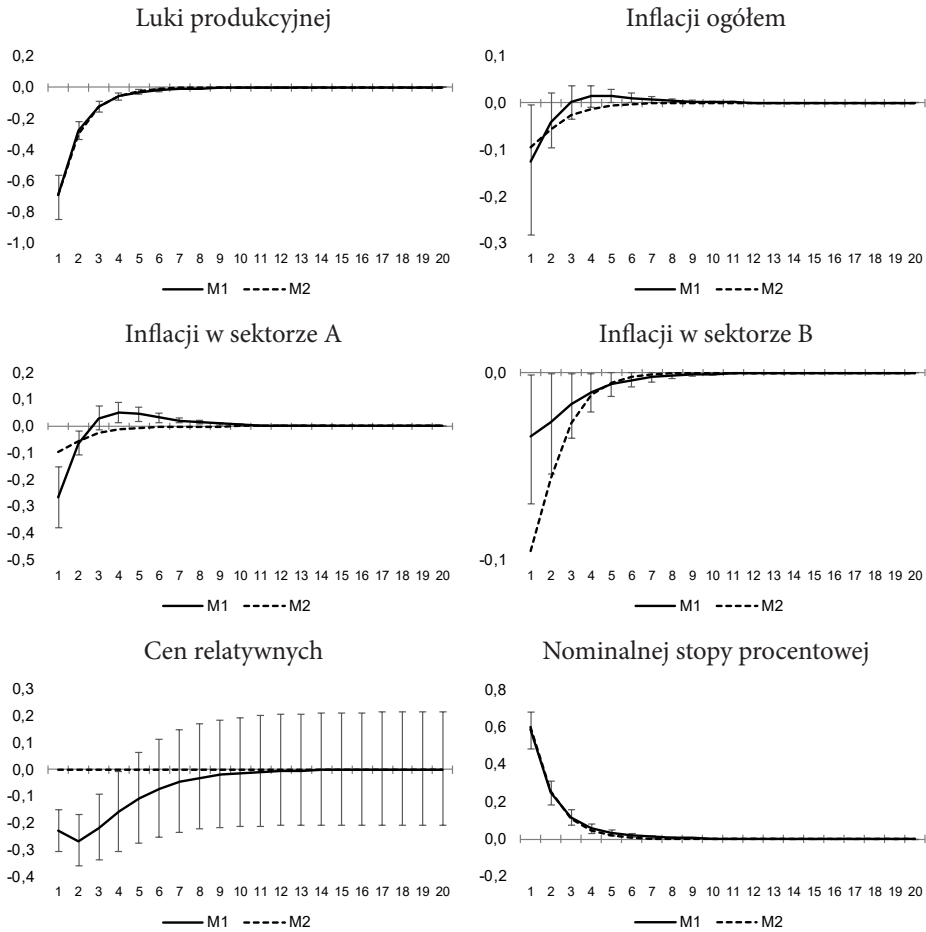 Luki produkcyjnej
0,2
0,0
-0,2
-0,4
-0,6
-0,8
-1,0
1 2 3 4 5 6 7 8 9 10 11 12 13 14 15 16 17 18 19 20
M1 M2
Inflacji ogółem
0,1
0,0
-0,1
-0,2
-0,3
1 2 3 4 5 6 7 8 9 10 11 12 13 14 15 16 17 18 19 20
M1 M2
Inflacji w sektorze A
0,2
0,1
0,0
-0,1
-0,2
-0,3
-0,4
-0,5
1 2 3 4 5 6 7 8 9 10 11 12 13 14 15 16 17 18 19 20
M1 M2
Inflacji w sektorze B
0,0
-0,1
1 2 3 4 5 6 7 8 9 10 11 12 13 14 15 16 17 18 19 20
M1 M2
Cen relatywnych
0,3
0,2
0,1
0,0
-0,1
-0,2
-0,3
-0,4
1 2 3 4 5 6 7 8 9 10 11 12 13 14 15 16 17 18 19 20
M1 M2
Nominalnej stopy procentowej
0,8
0,6
0,4
0,2
0,0
-0,2
1 2 3 4 5 6 7 8 9 10 11 12 13 14 15 16 17 18 19 20
M1 M2